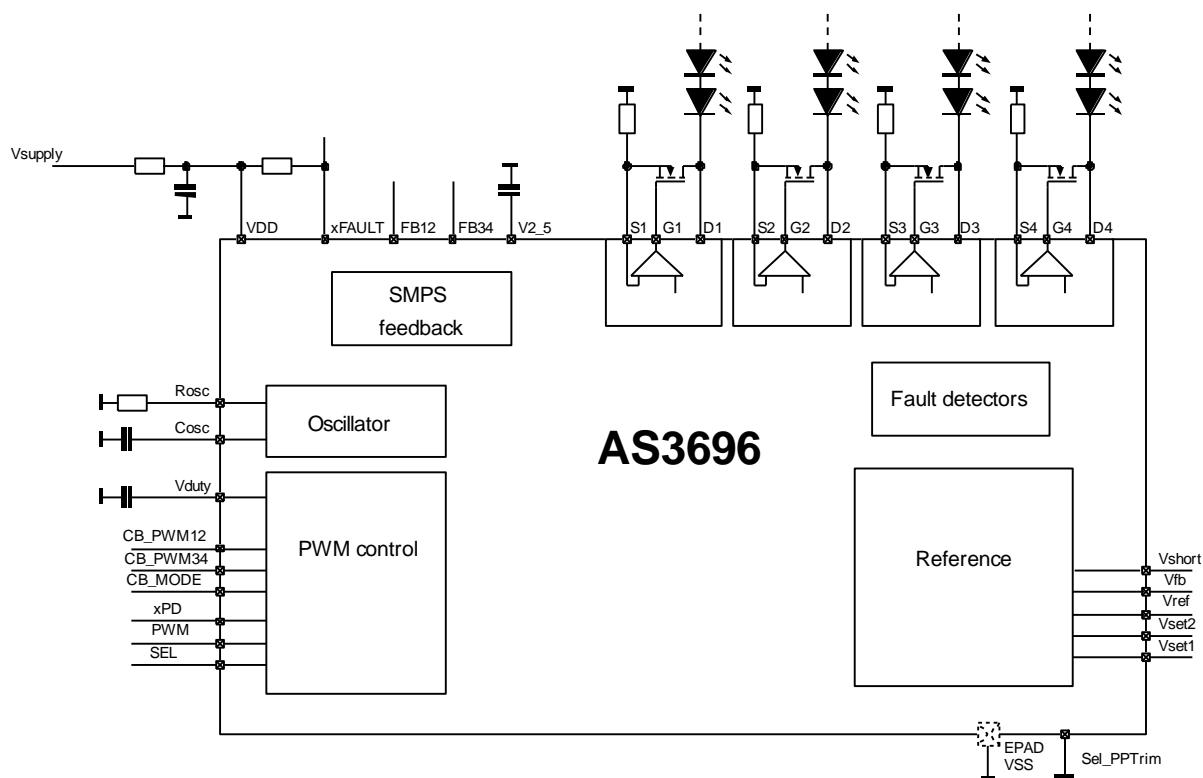 Vsupply
VDD
xFAULT
FB12
FB34
V2_5
S1
G1
D1
S2
G2
D2
S3
G3
D3
S4
G4
D4
SMPS
feedback
Rosc
Cosc
Oscillator
Fault detectors
AS3696
Vduty
CB_PWM12
CB_PWM34
CB_MODE
xPD
PWM
SEL
PWM control
Reference
Vshort
Vfb
Vref
Vset2
Vset1
EPAD
VSS
Sel_PPTrim